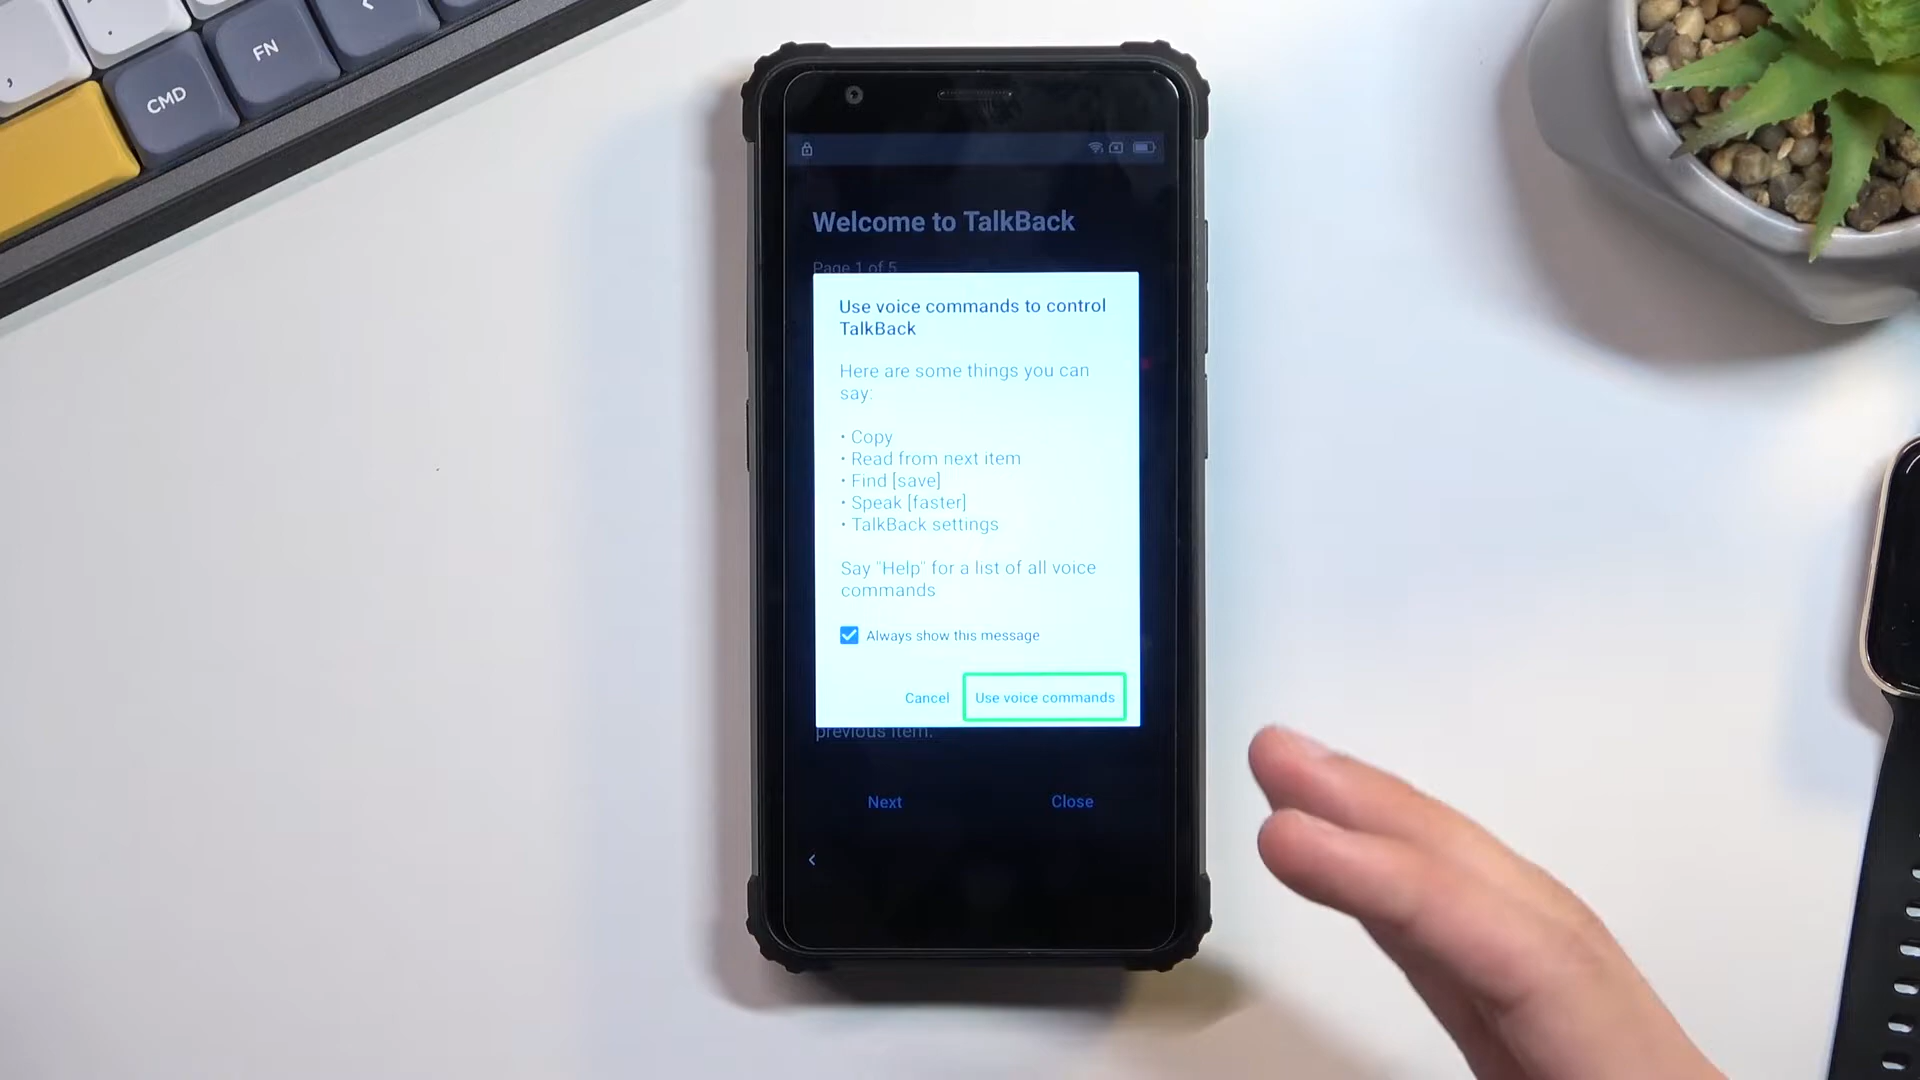 FN
CMD
Welcome to TalkBack
Page 1 of 5
Use voice commands to control
TalkBack
Here are some things you can
say:
• Copy
• Read from next item
• Find [save]
• Speak [faster]
• TalkBack settings
Say "Help" for a list of all voice
commands
Always show this message
Cancel
Use voice commands
previous item.
Next
Close